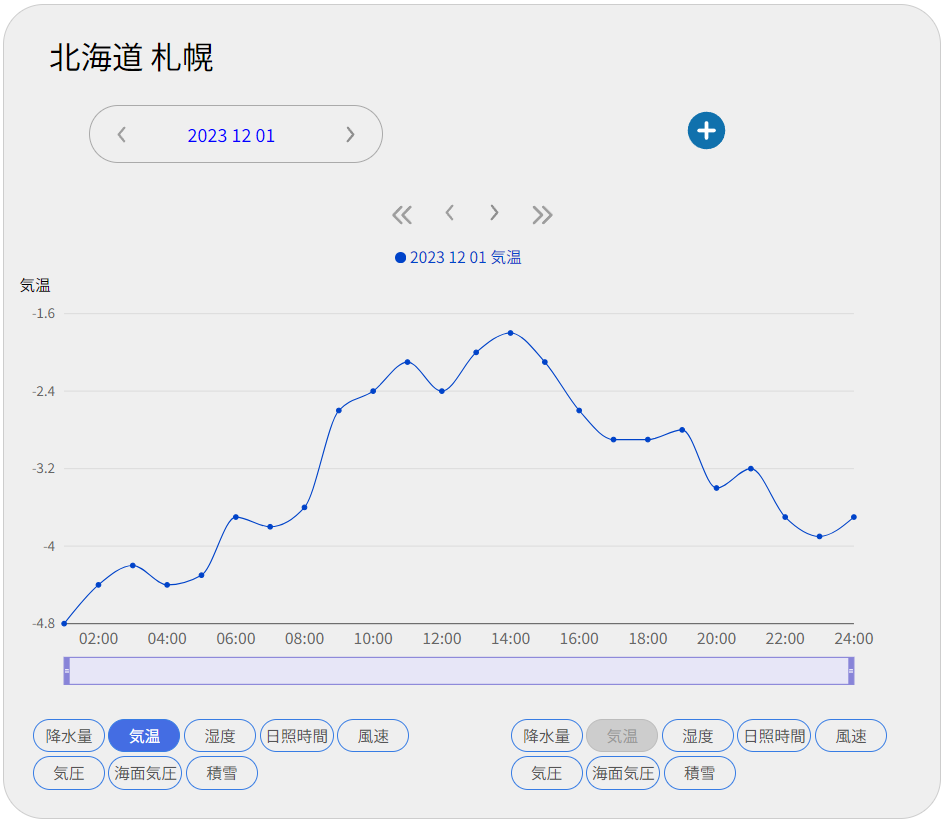 北海道 札幌
2023 12 01
2023 12 01 気温
気温
-1.6
-2.4
-3.2
-4
-4.8
02:00 04:00 06:00 08:00 10:00 12:00 14:00 16:00 18:00 20:00 22:00 24:00
降水量 気温 湿度 日照時間 風速 降水量 気温 湿度 日照時間 風速
気圧 海面気圧 積雪 気圧 海面気圧 積雪